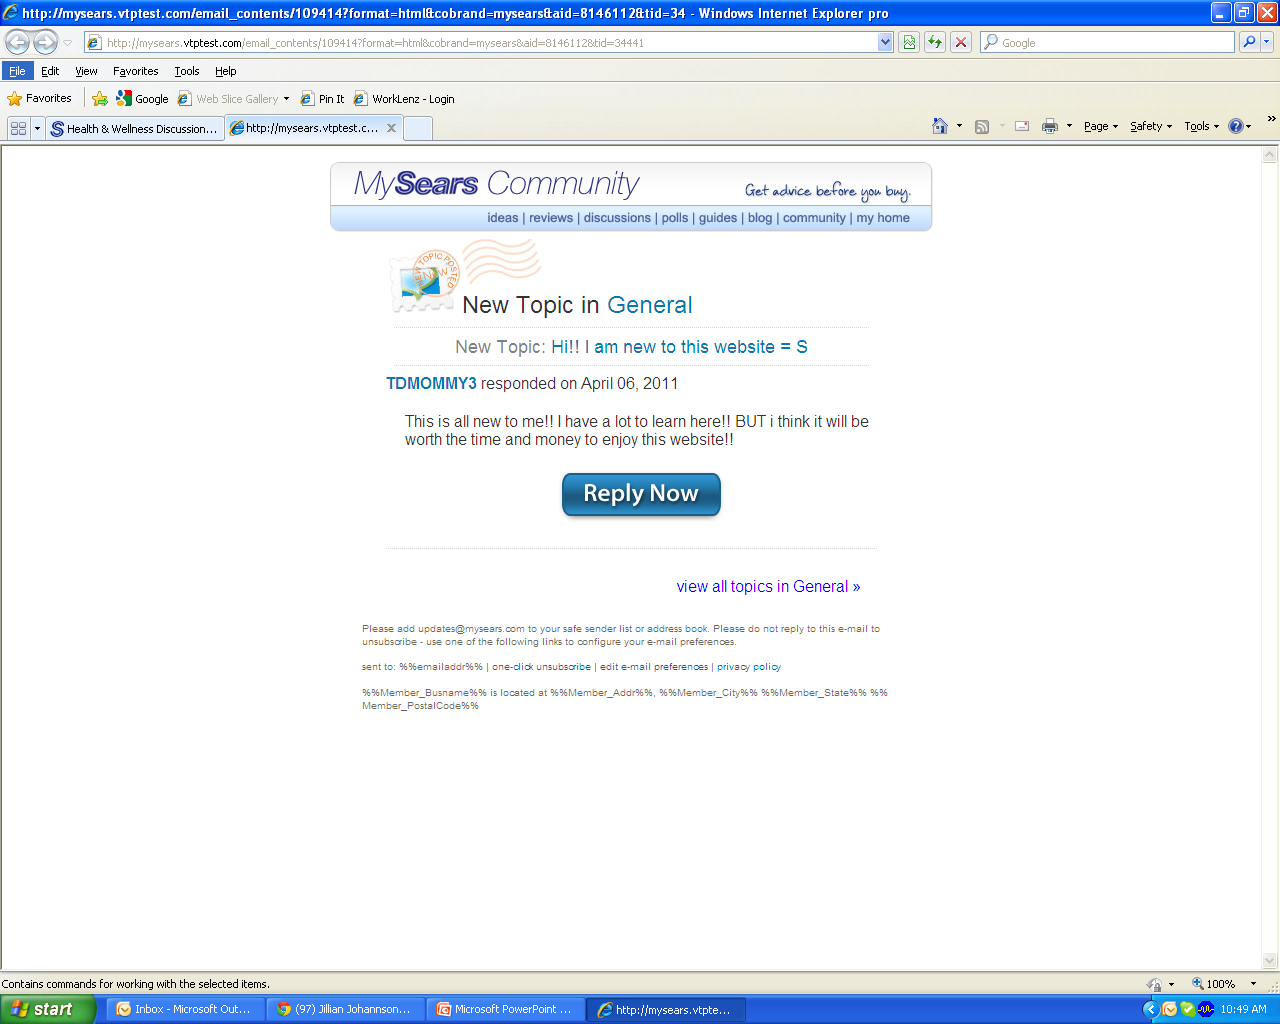 http://mysears.vtptest.com/email_contents/109414?format=html&cobrand=mysears&aid=8146112&tid=34 - Windows Internet Explorer pro
http://mysears.vtptest.com/email_contents/109414?format=html&cobrand=mysears&aid=8146112&tid=34441
Google
File Edit View Favorites Tools Help
Favorites Google Web Slice Gallery Pin It WorkLenz - Login
Health & Wellness Discussion... http://mysears.vtptest.c... Page Safety Tools
MySears Community Get advice before you buy.
ideas | reviews | discussions | polls | guides | blog | community | my home
NEW TOPIC POSTED
NEW
New Topic in General
New Topic: Hi!! I am new to this website = S
TDMOMMY3 responded on April 06, 2011
This is all new to me!! I have a lot to learn here!! BUT i think it will be
worth the time and money to enjoy this website!!
Reply Now
view all topics in General »
Please add updates@mysears.com to your safe sender list or address book. Please do not reply to this e-mail to
unsubscribe - use one of the following links to configure your e-mail preferences.
sent to: %%emailaddr%% | one-click unsubscribe | edit e-mail preferences | privacy policy
%%Member_Busname%% is located at %%Member_Addr%%, %%Member_City%% %%Member_State%% %%
Member_PostalCode%%
Contains commands for working with the selected items. 100%
start Inbox - Microsoft Out... (97) Jillian Johannson... Microsoft PowerPoint ... http://mysears.vtpte... 10:49 AM